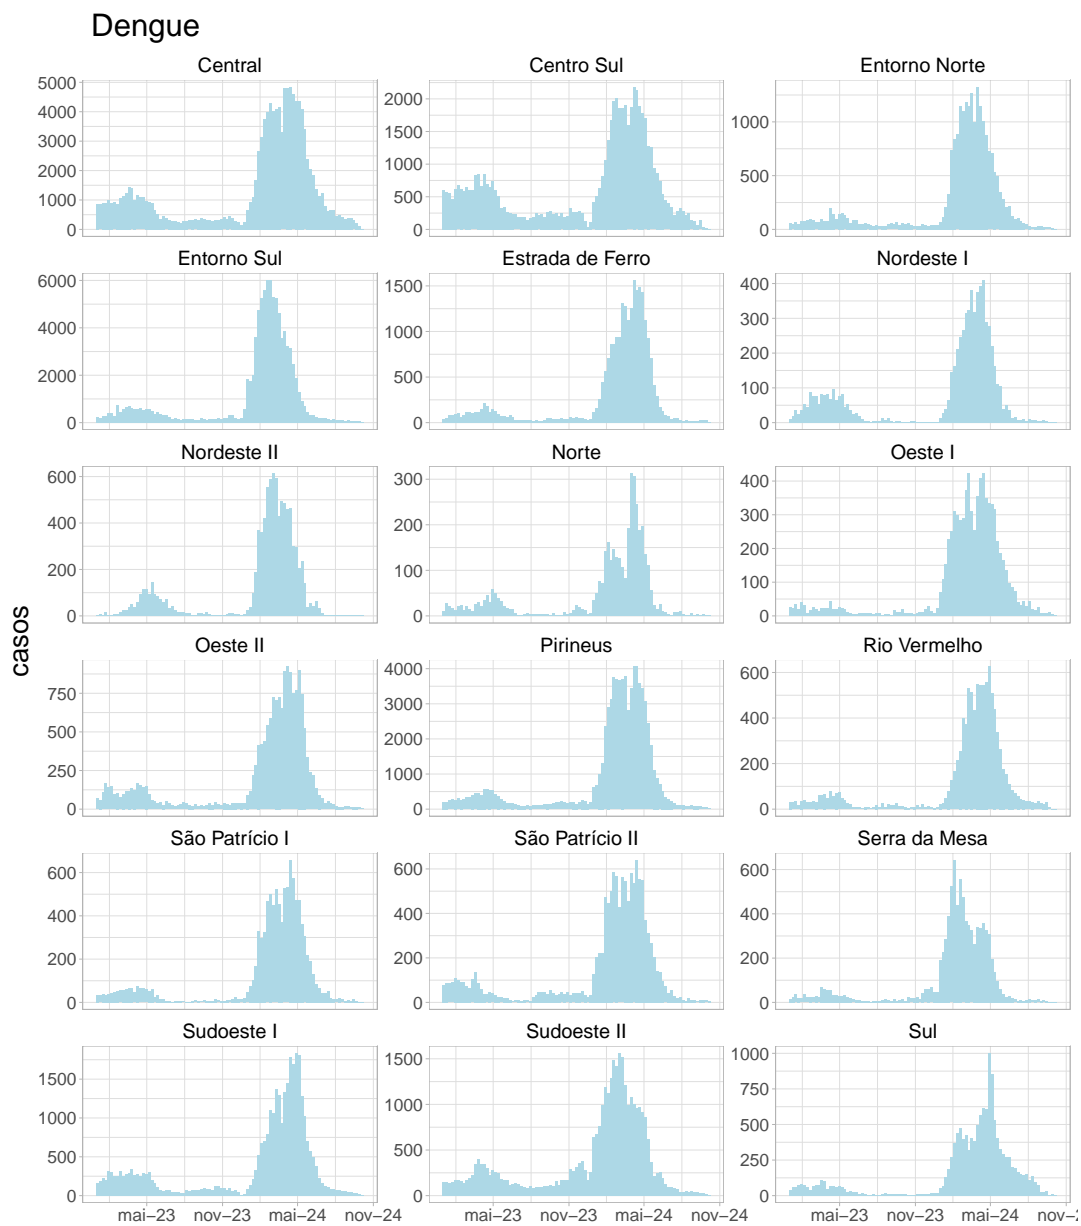 Dengue
Central Centro Sul Entorno Norte
5000 4000 3000 2000 1000 0
2000 1500 1000 500 0
1000 500 0
Entorno Sul Estrada de Ferro Nordeste I
6000 4000 2000 0
1500 1000 500 0
400 300 200 100 0
Nordeste II Norte Oeste I
600 400 200 0
300 200 100 0
400 300 200 100 0
casos
Oeste II Pirineus Rio Vermelho
750 500 250 0
4000 3000 2000 1000 0
600 400 200 0
São Patrício I São Patrício II Serra da Mesa
600 400 200 0
600 400 200 0
600 400 200 0
Sudoeste I Sudoeste II Sul
1500 1000 500 0
1500 1000 500 0
1000 750 500 250 0
mai–23 nov–23 mai–24 nov–24 mai–23 nov–23 mai–24 nov–24 mai–23 nov–23 mai–24 nov–2